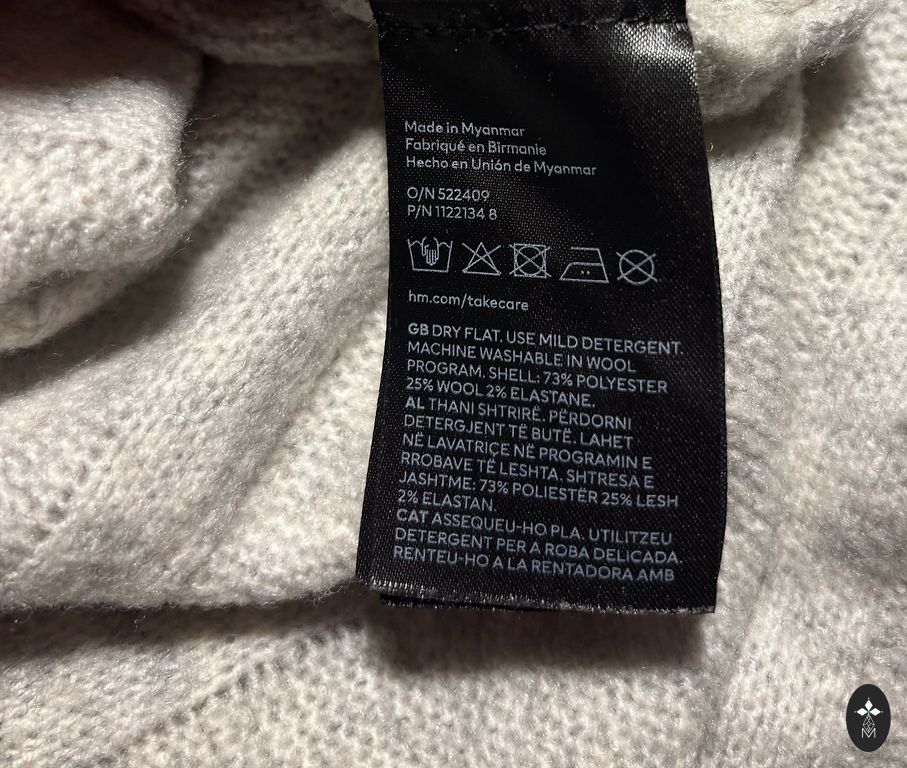 Made in Myanmar
Fabriqué en Birmanie
Hecho en Unión de Myanmar
O/N 522409
P/N 1122134 8
hm.com/takecare
GB DRY FLAT. USE MILD DETERGENT.
MACHINE WASHABLE IN WOOL
PROGRAM. SHELL: 73% POLYESTER
25% WOOL 2% ELASTANE.
AL THANI SHTRIRË. PËRDORNI
DETERGJENT TË BUTË. LAHET
NË LAVATRIÇE NË PROGRAMIN E
RROBAVE TË LESHTA. SHTRESA E
JASHTME: 73% POLIESTËR 25% LESH
2% ELASTAN.
CAT ASSEQUEU-HO PLA. UTILITZEU
DETERGENT PER A ROBA DELICADA.
RENTEU-HO A LA RENTADORA AMB
M